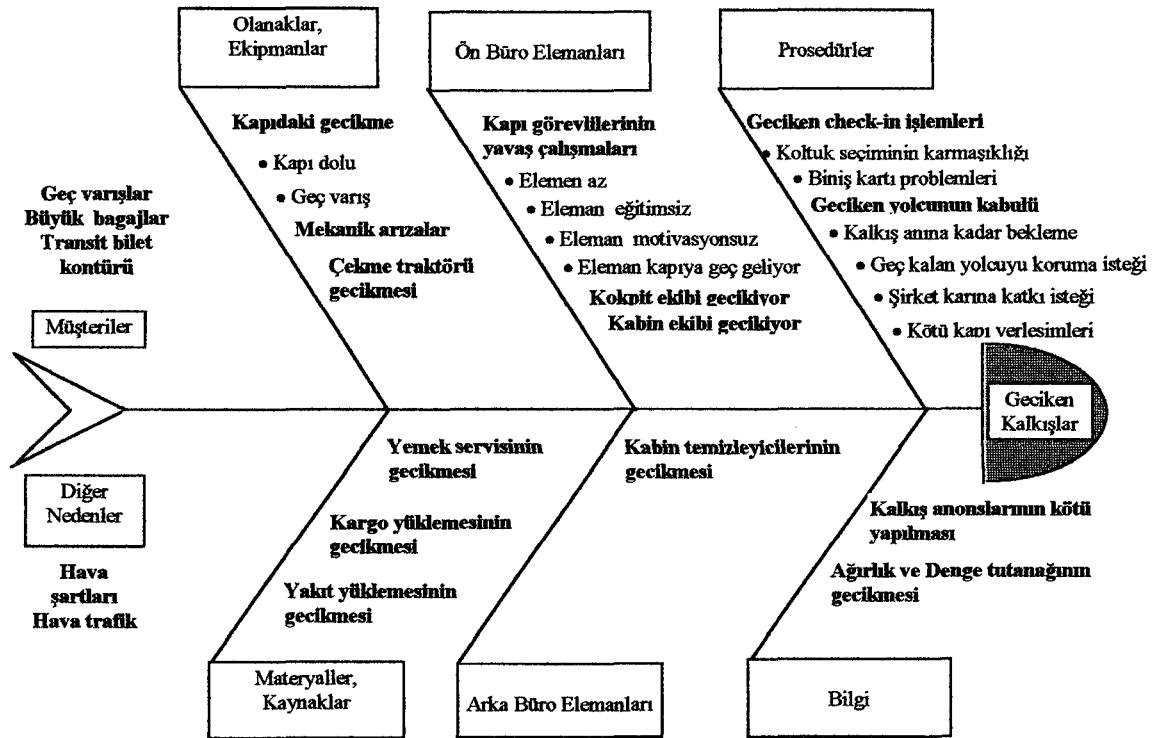 Olanaklar,
Ekipmanlar
Ön Büro Elemanları
Prosedürler
Kapıdaki gecikme
• Kapı dolu
• Geç varış
Mekanik arızalar
Çekme traktörü
gecikmesi
Kapı görevlilerinin
yavaş çalışmaları
• Elemen az
• Eleman eğitimsiz
• Eleman motivasyonsuz
• Eleman kapıya geç geliyor
Kokpit ekibi gecikiyor
Kabin ekibi gecikiyor
Geciken check-in işlemleri
• Koltuk seçiminin karmaşıklığı
• Biniş kartı problemleri
Geciken yolcunun kabulü
• Kalkış anına kadar bekleme
• Geç kalan yolcuyu koruma isteği
• Şirket karına katkı isteği
• Kötü kapı yerleşimleri
Geç varışlar
Büyük bagajlar
Transit bilet
kontürü
Müşteriler
Geciken
Kalkışlar
Diğer
Nedenler
Hava
şartları
Hava trafik
Yemek servisinin
gecikmesi
Kargo yüklemesinin
gecikmesi
Yakıt yüklemesinin
gecikmesi
Kabin temizleyicilerinin
gecikmesi
Kalkış anonslarının kötü
yapılması
Ağırlık ve Denge tutanağının
gecikmesi
Materyaller,
Kaynaklar
Arka Büro Elemanları
Bilgi